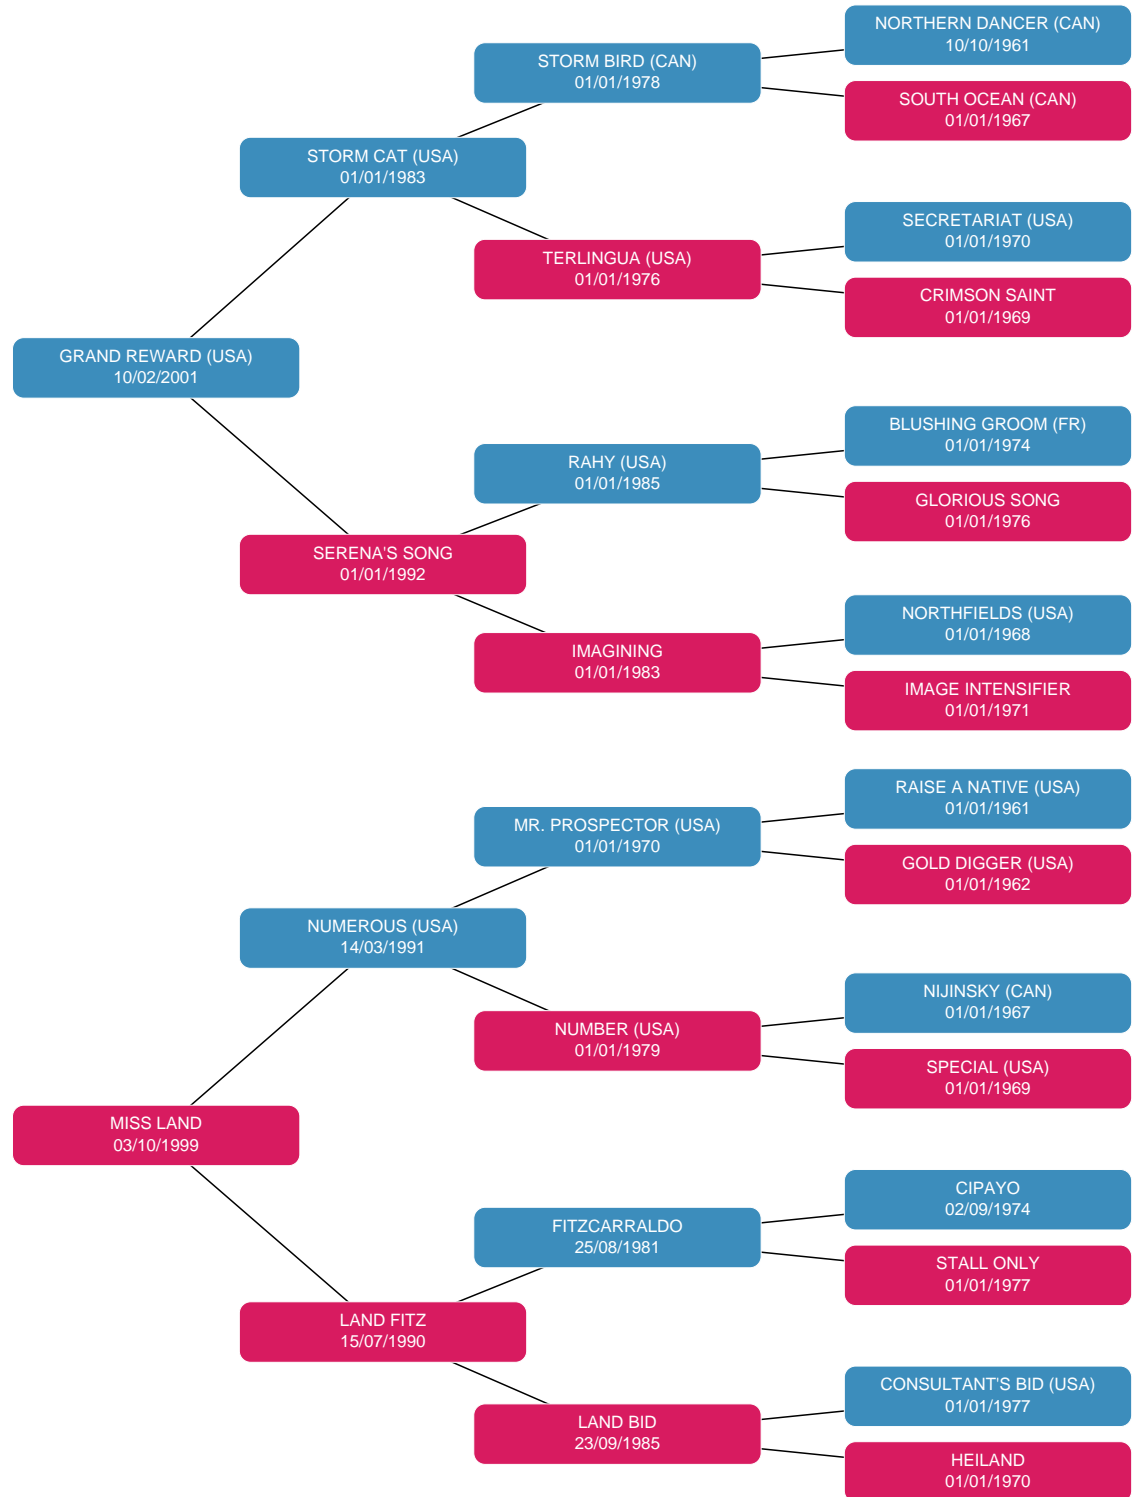 NORTHERN DANCER (CAN)
10/10/1961
STORM BIRD (CAN)
01/01/1978
SOUTH OCEAN (CAN)
01/01/1967
STORM CAT (USA)
01/01/1983
SECRETARIAT (USA)
01/01/1970
TERLINGUA (USA)
01/01/1976
CRIMSON SAINT
01/01/1969
GRAND REWARD (USA)
10/02/2001
BLUSHING GROOM (FR)
01/01/1974
RAHY (USA)
01/01/1985
GLORIOUS SONG
01/01/1976
SERENA'S SONG
01/01/1992
NORTHFIELDS (USA)
01/01/1968
IMAGINING
01/01/1983
IMAGE INTENSIFIER
01/01/1971
RAISE A NATIVE (USA)
01/01/1961
MR. PROSPECTOR (USA)
01/01/1970
GOLD DIGGER (USA)
01/01/1962
NUMEROUS (USA)
14/03/1991
NIJINSKY (CAN)
01/01/1967
NUMBER (USA)
01/01/1979
SPECIAL (USA)
01/01/1969
MISS LAND
03/10/1999
CIPAYO
02/09/1974
FITZCARRALDO
25/08/1981
STALL ONLY
01/01/1977
LAND FITZ
15/07/1990
CONSULTANT'S BID (USA)
01/01/1977
LAND BID
23/09/1985
HEILAND
01/01/1970